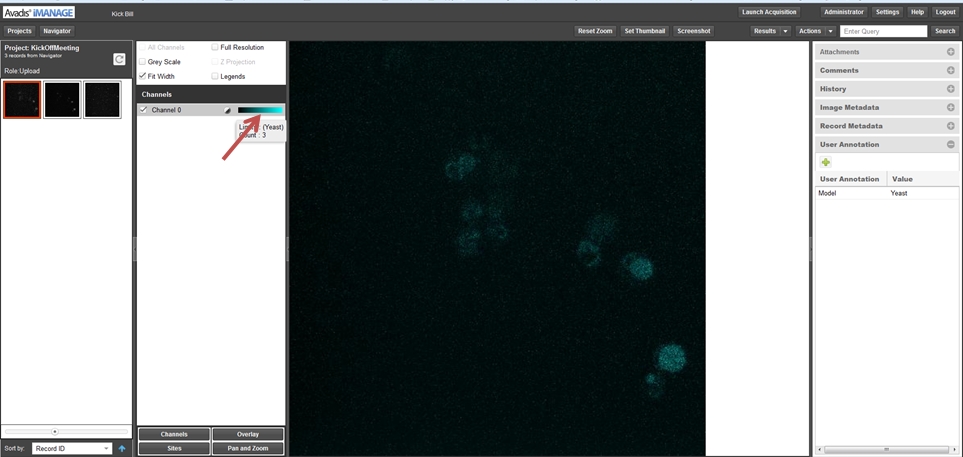 Avadis iMANAGE
Kick Bill
Launch Acquisition
Administrator
Settings
Help
Logout
Projects
Navigator
Reset Zoom
Set Thumbnail
Screenshot
Results
Actions
Enter Query
Search
Project: KickOffMeeting
3 records from Navigator
Role:Upload
All Channels
Full Resolution
Grey Scale
Z Projection
Fit Width
Legends
Channels
Channel 0
(Yeast)
: 3
Attachments
Comments
History
Image Metadata
Record Metadata
User Annotation
User Annotation Value
Model Yeast
Channels
Overlay
Sites
Pan and Zoom
Sort by: Record ID